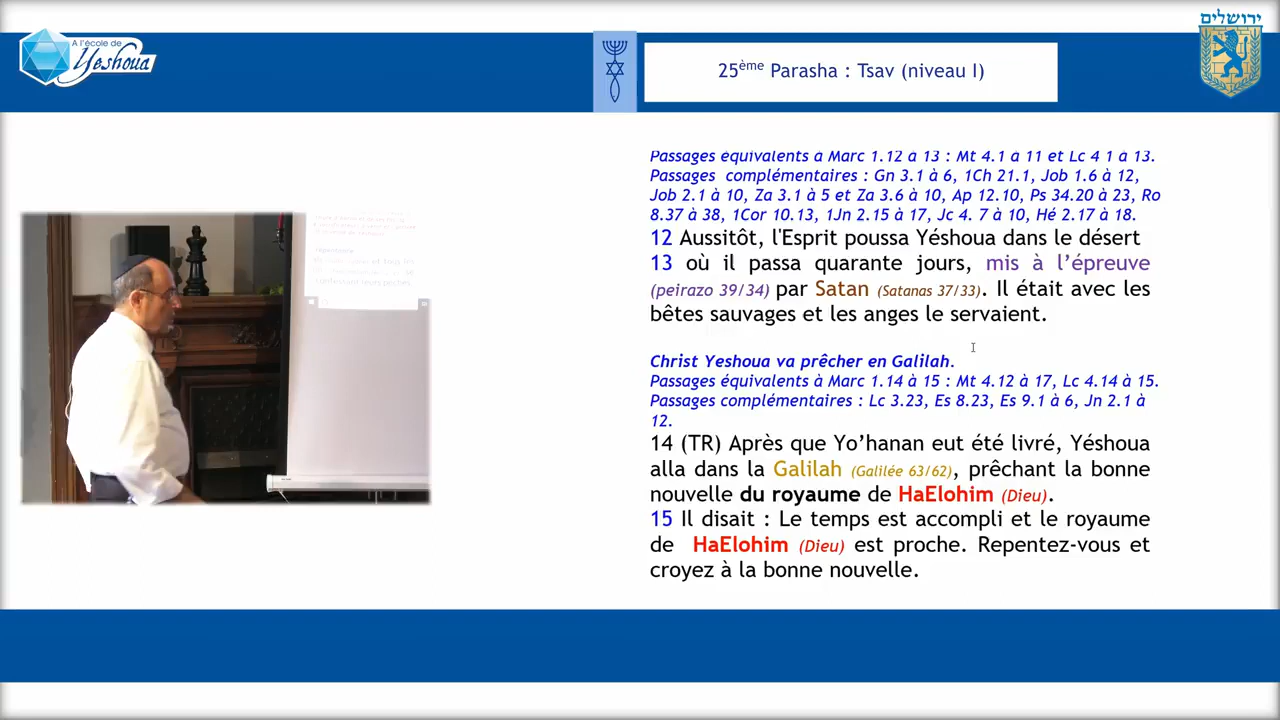 ירושלים
A l'école de
Yeshoua
25ème Parasha : Tsav (niveau I)
Passages équivalents à Marc 1.12 à 13 : Mt 4.1 à 11 et Lc 4 1 à 13.
Passages complémentaires : Gn 3.1 à 6, 1Ch 21.1, Job 1.6 à 12,
Job 2.1 à 10, Za 3.1 à 5 et Za 3.6 à 10, Ap 12.10, Ps 34.20 à 23, Ro
8.37 à 38, 1Cor 10.13, 1Jn 2.15 à 17, Jc 4. 7 à 10, Hé 2.17 à 18.
12 Aussitôt, l'Esprit poussa Yéshoua dans le désert
13 où il passa quarante jours, mis à l’épreuve
(peirazo 39/34) par Satan (Satanas 37/33). Il était avec les
bêtes sauvages et les anges le servaient.
Christ Yeshoua va prêcher en Galilah.
Passages équivalents à Marc 1.14 à 15 : Mt 4.12 à 17, Lc 4.14 à 15.
Passages complémentaires : Lc 3.23, Es 8.23, Es 9.1 à 6, Jn 2.1 à
12.
14 (TR) Après que Yo’hanan eut été livré, Yéshoua
alla dans la Galilah (Galilée 63/62), prêchant la bonne
nouvelle du royaume de HaElohim (Dieu).
15 Il disait : Le temps est accompli et le royaume
de HaElohim (Dieu) est proche. Repentez-vous et
croyez à la bonne nouvelle.